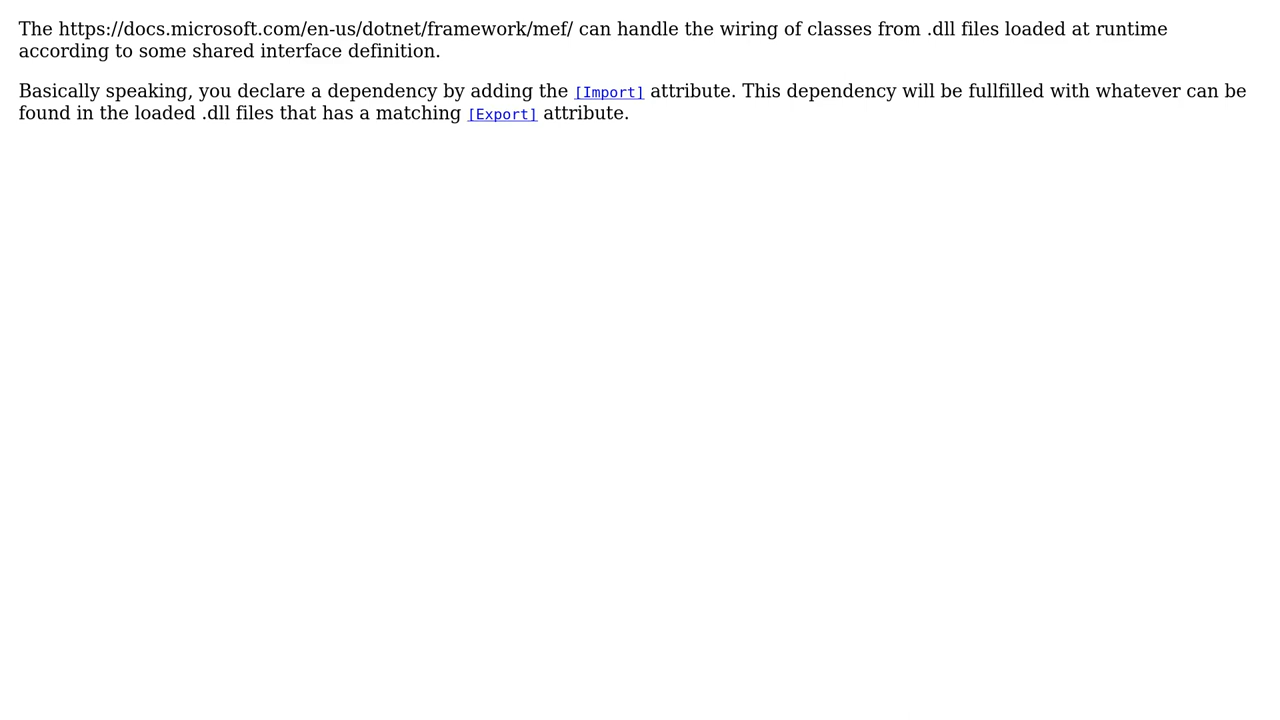 The https://docs.microsoft.com/en-us/dotnet/framework/mef/ can handle the wiring of classes from .dll files loaded at runtime
according to some shared interface definition.
Basically speaking, you declare a dependency by adding the [Import] attribute. This dependency will be fullfilled with whatever can be
found in the loaded .dll files that has a matching [Export] attribute.